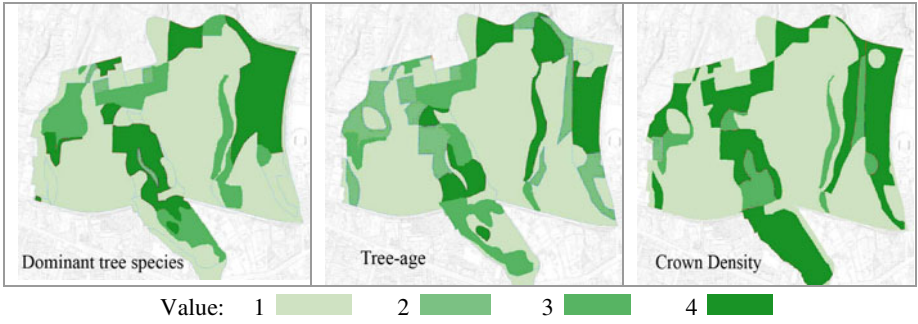 Dominant tree species
Tree-age
Crown Density
Value: 1 2 3 4